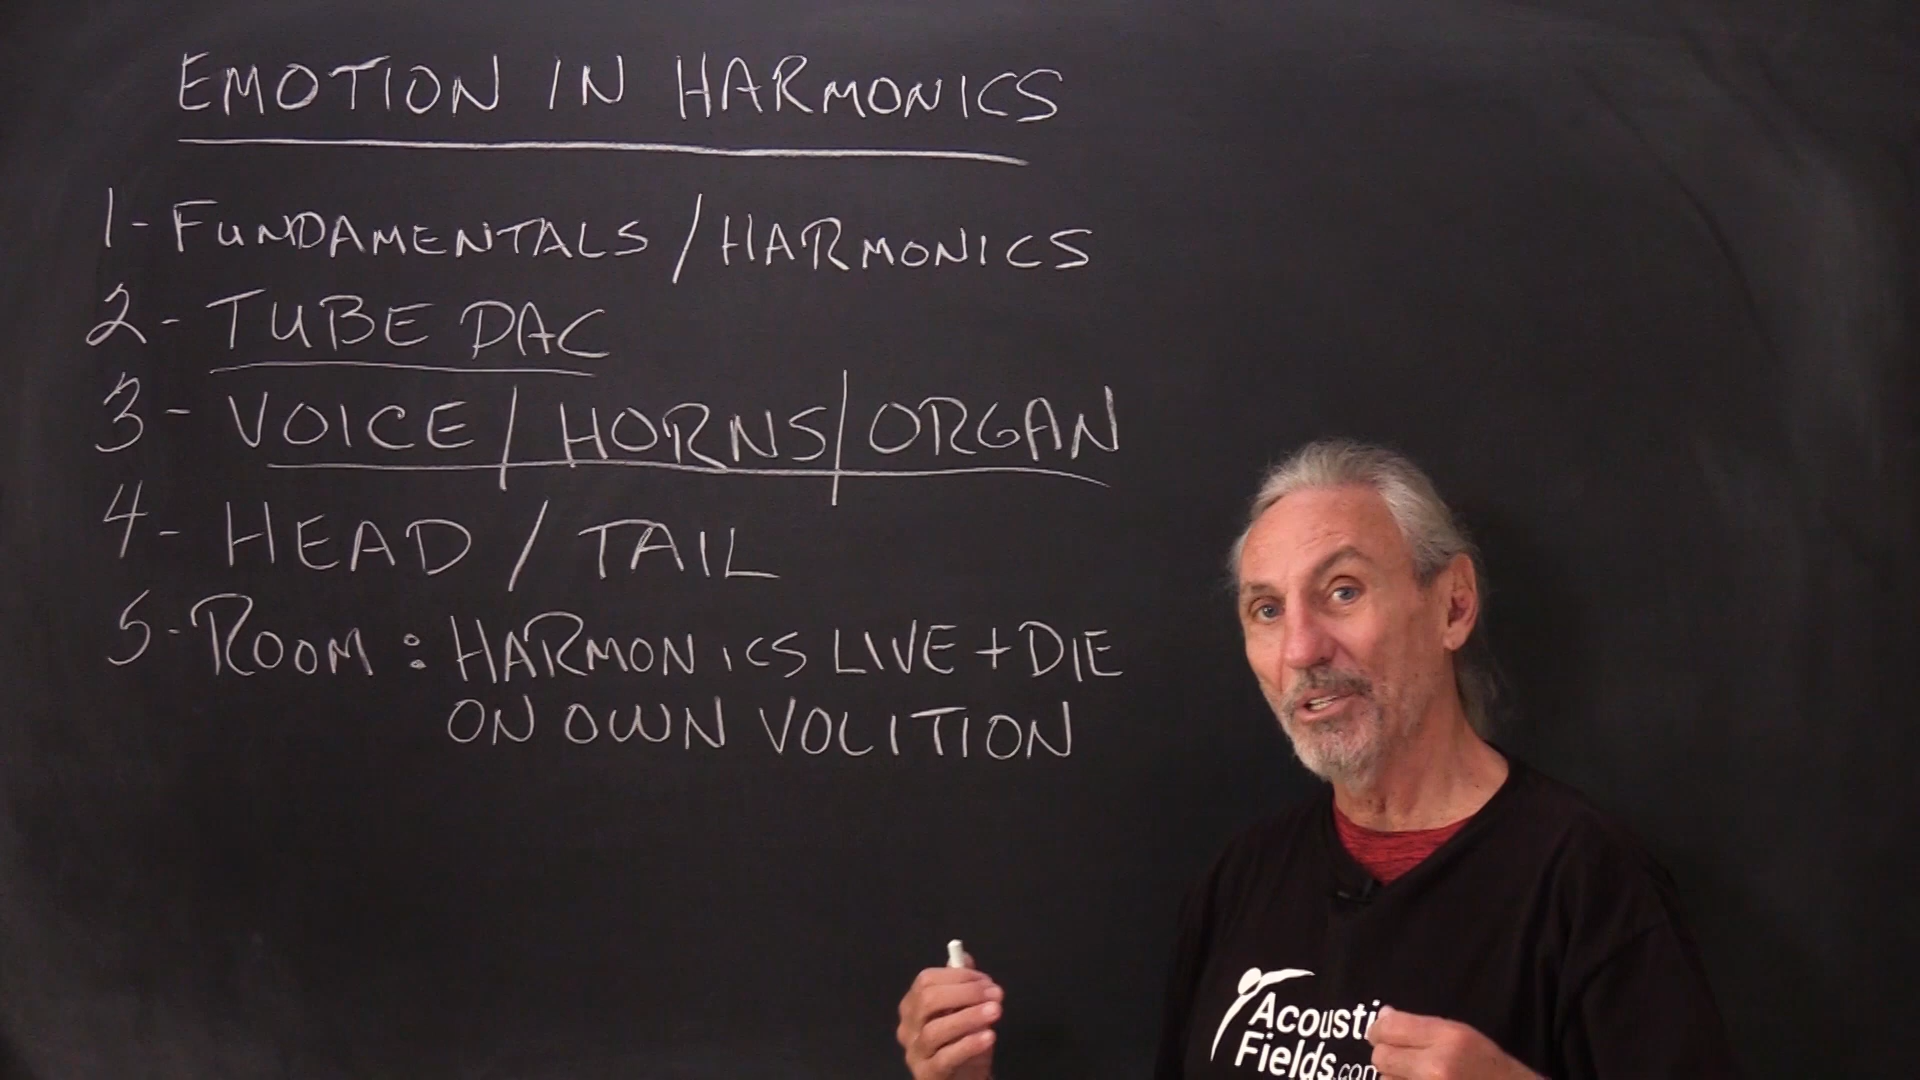 EMOTION IN HARMONICS
1- FUNDAMENTALS / HARMONICS
2- TUBE DAC
3- VOICE / HORNS / ORGAN
4- HEAD / TAIL
5- ROOM : HARMONICS LIVE + DIE
ON OWN VOLITION
Acousti
Fields.com